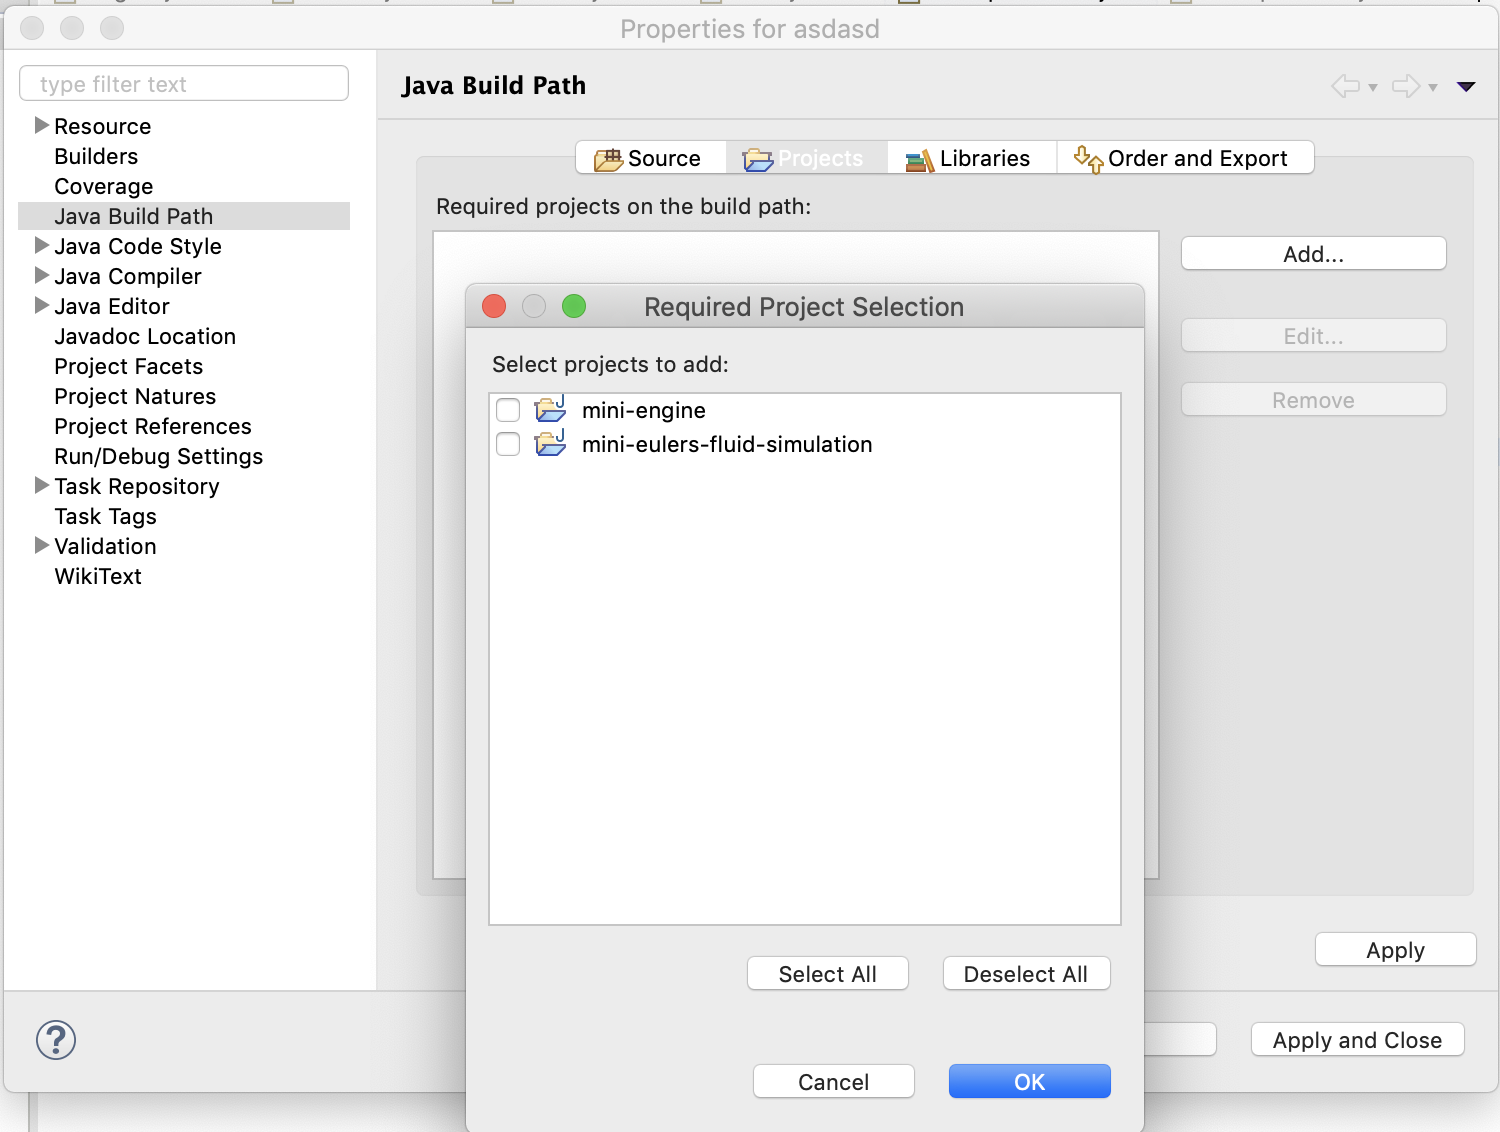 Properties for asdasd
type filter text
Resource
Builders
Coverage
Java Build Path
Java Code Style
Java Compiler
Java Editor
Javadoc Location
Project Facets
Project Natures
Project References
Run/Debug Settings
Task Repository
Task Tags
Validation
WikiText
Java Build Path
Source Projects Libraries Order and Export
Required projects on the build path:
Add...
Edit...
Remove
Required Project Selection
Select projects to add:
mini-engine
mini-eulers-fluid-simulation
Select All Deselect All
Cancel OK
Apply
Apply and Close
?